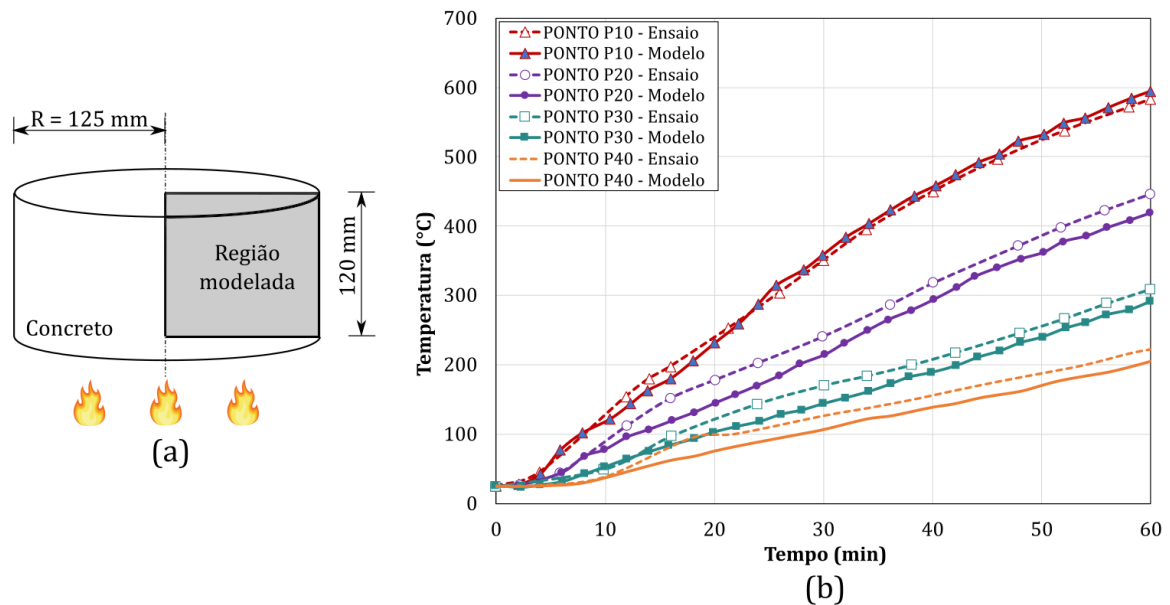 R = 125 mm
Região
modelada
120 mm
Concreto
(a)
PONTO P10 - Ensaio
PONTO P10 - Modelo
PONTO P20 - Ensaio
PONTO P20 - Modelo
PONTO P30 - Ensaio
PONTO P30 - Modelo
PONTO P40 - Ensaio
PONTO P40 - Modelo
Temperatura (°C)
700
600
500
400
300
200
100
0
0 10 20 30 40 50 60
Tempo (min)
(b)